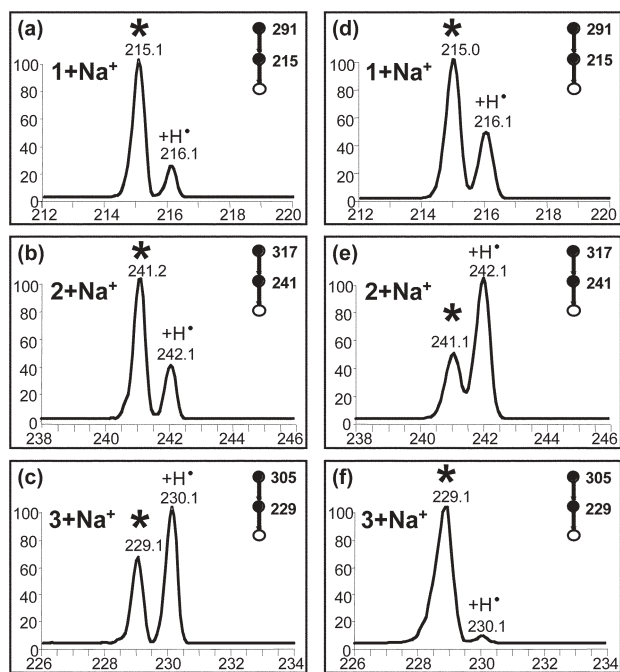 (a)
*
291
215.1
215
1+Na⁺
+H•
216.1
100
80
60
40
20
0
212 214 216 218 220
(b)
*
317
241.2
241
2+Na⁺
+H•
242.1
100
80
60
40
20
0
238 240 242 244 246
(c)
+H•
305
230.1
229
3+Na⁺
*
229.1
100
80
60
40
20
0
226 228 230 232 234
(d)
*
291
215.0
215
1+Na⁺
+H•
216.1
100
80
60
40
20
0
212 214 216 218 220
(e)
+H•
317
242.1
241
2+Na⁺
*
241.1
100
80
60
40
20
0
238 240 242 244 246
(f)
*
305
229.1
229
3+Na⁺
+H•
230.1
100
80
60
40
20
0
226 228 230 232 234